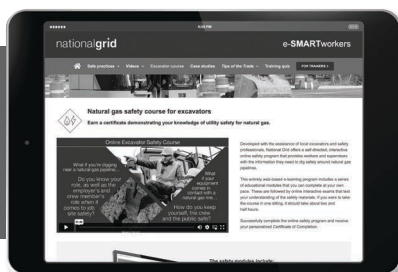 nationalgrid
e-SMARTworkers
Safe practices
Videos
Excavator course
Case studies
Tips of the Trade
Training quiz
FOR TRAINERS >
Natural gas safety course for excavators
Earn a certificate demonstrating your knowledge of utility safety for natural gas.
Online Excavator Safety Course
What if you're digging
near a natural gas pipeline...
Do you know your
role, as well as the
employer's and
crew member's
role when it
comes to job
site safety?
What
if your
equipment
comes in
contact with a
natural gas line...
How do you keep
yourself, the crew
and the public safe?
Developed with the assistance of local excavators and safety
professionals, National Grid offers a self-directed, interactive
online safety program that provides workers and supervisors
with the information they need to dig safely around natural gas
pipelines.
This entirely web-based e-learning program includes a series
of educational modules that you can complete at your own
pace. These are followed by online interactive exams that test
your understanding of the safety materials. If you were to take
the course in one sitting, it should take about two and
half hours.
Successfully complete the online safety program and receive
your personalized Certificate of Completion.
The safety modules include: